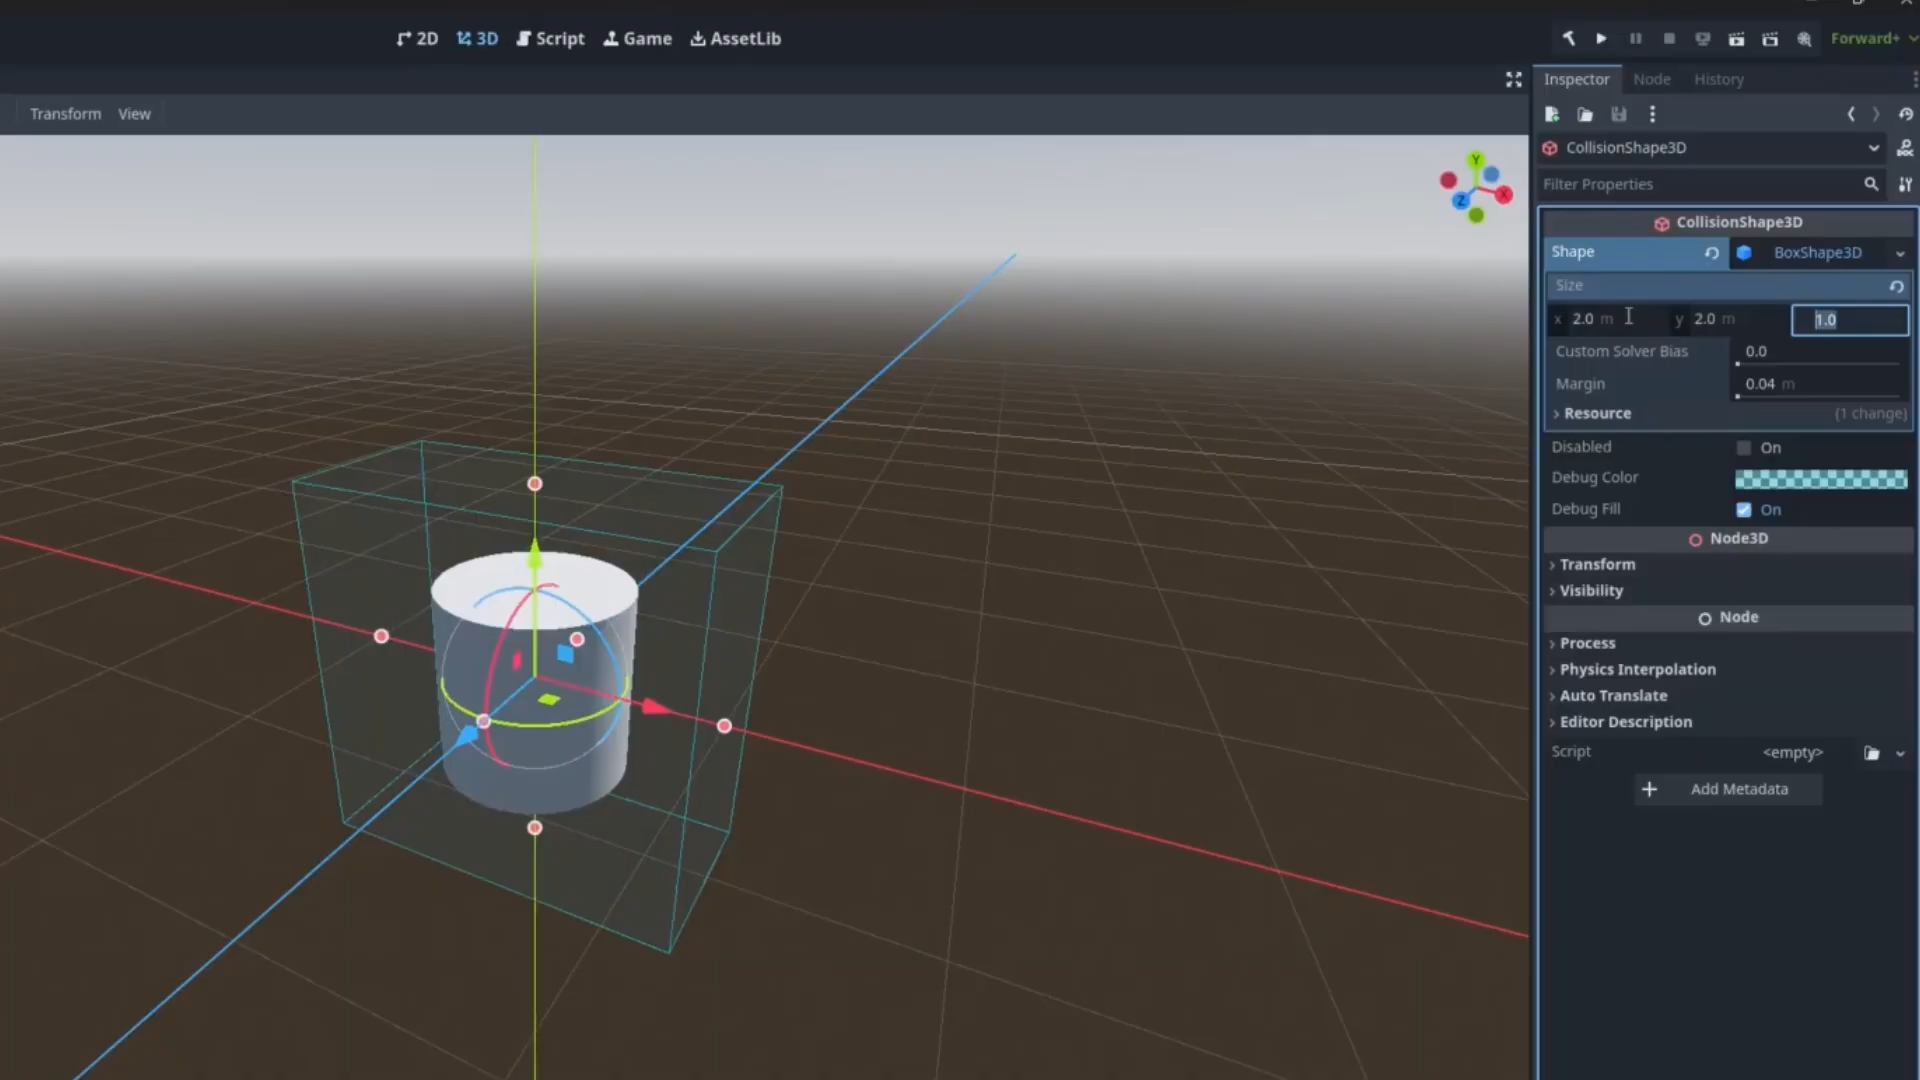 2D 3D Script Game AssetLib
Forward+
Inspector Node History
Transform View
CollisionShape3D
Filter Properties
Y
X
Z
CollisionShape3D
Shape BoxShape3D
Size
x 2.0 m y 2.0 m 1.0
Custom Solver Bias 0.0
Margin 0.04 m
Resource (1 change)
Disabled On
Debug Color
Debug Fill On
Node3D
Transform
Visibility
Node
Process
Physics Interpolation
Auto Translate
Editor Description
Script <empty>
+ Add Metadata